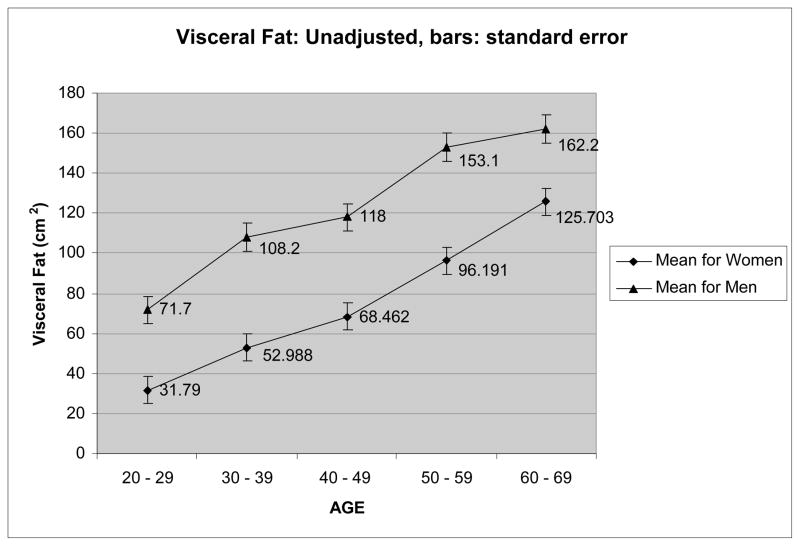 Visceral Fat: Unadjusted, bars: standard error
180
160
140
120
100
80
60
40
20
0
Visceral Fat (cm ²)
71.7
108.2
118
153.1
162.2
31.79
52.988
68.462
96.191
125.703
20 - 29
30 - 39
40 - 49
50 - 59
60 - 69
AGE
Mean for Women
Mean for Men